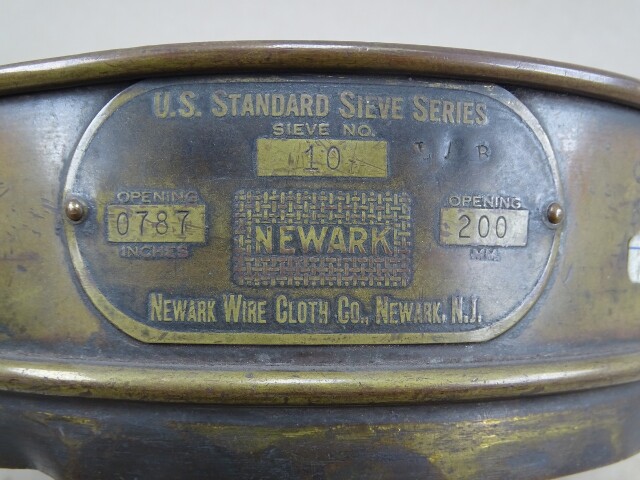 U.S. STANDARD SIEVE SERIES
SIEVE NO.
10
OPENING
0787
INCHES
NEWARK
OPENING
200
MM.
NEWARK WIRE CLOTH CO., NEWARK, N.J.